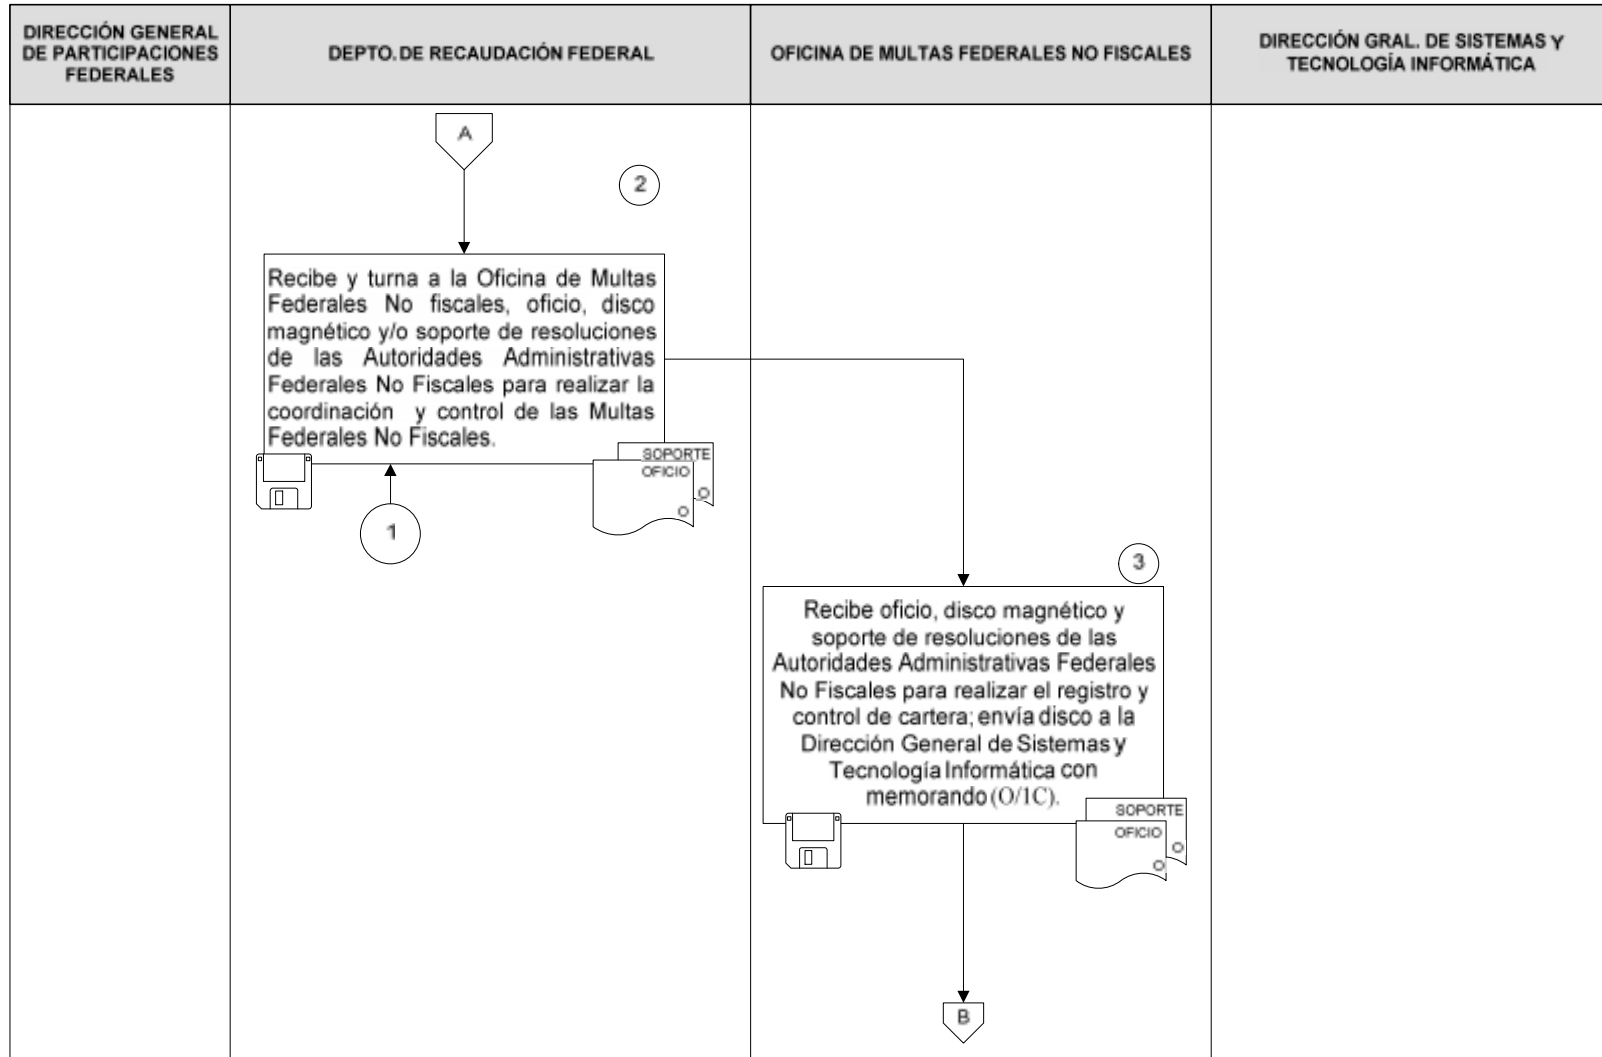 DIRECCIÓN GENERAL
DE PARTICIPACIONES
FEDERALES
DEPTO. DE RECAUDACIÓN FEDERAL
OFICINA DE MULTAS FEDERALES NO FISCALES
DIRECCIÓN GRAL. DE SISTEMAS Y
TECNOLOGÍA INFORMÁTICA
A
2
Recibe y turna a la Oficina de Multas
Federales No fiscales, oficio, disco
magnético y/o soporte de resoluciones
de las Autoridades Administrativas
Federales No Fiscales para realizar la
coordinación y control de las Multas
Federales No Fiscales.
SOPORTE
OFICIO
O
O
1
3
Recibe oficio, disco magnético y
soporte de resoluciones de las
Autoridades Administrativas Federales
No Fiscales para realizar el registro y
control de cartera; envía disco a la
Dirección General de Sistemas y
Tecnología Informática con
memorando (O/1C).
SOPORTE
OFICIO
O
O
B